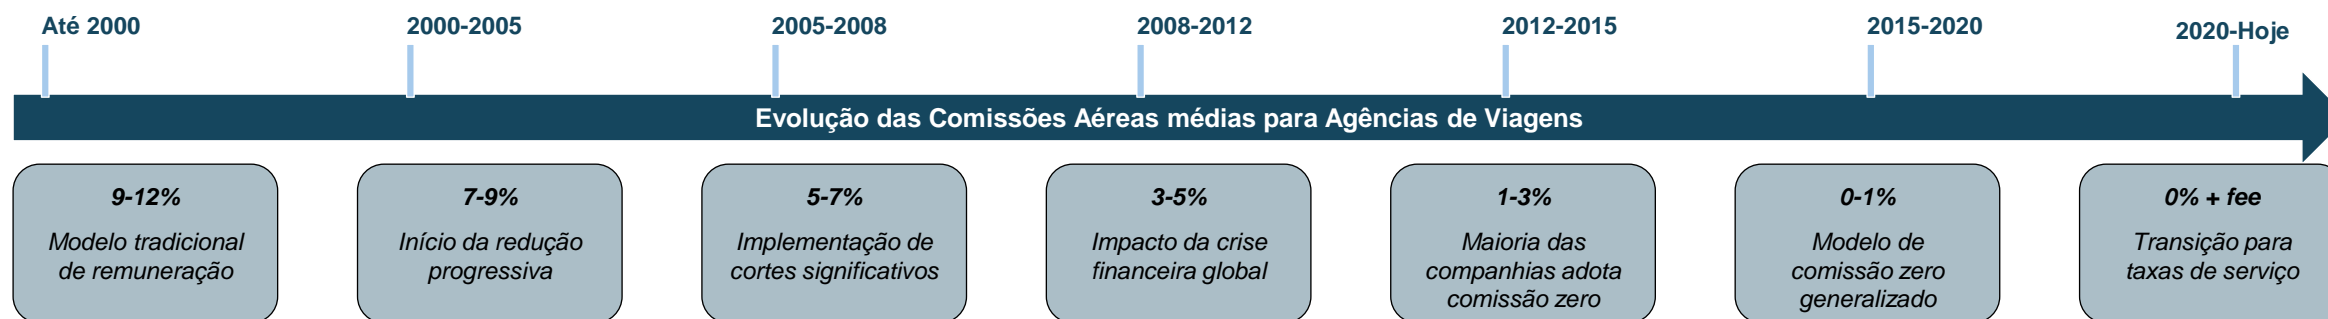 Até 2000
2000-2005
2005-2008
2008-2012
2012-2015
2015-2020
2020-Hoje
Evolução das Comissões Aéreas médias para Agências de Viagens
9-12%
Modelo tradicional
de remuneração
7-9%
Início da redução
progressiva
5-7%
Implementação de
cortes significativos
3-5%
Impacto da crise
financeira global
1-3%
Maioria das
companhias adota
comissão zero
0-1%
Modelo de
comissão zero
generalizado
0% + fee
Transição para
taxas de serviço